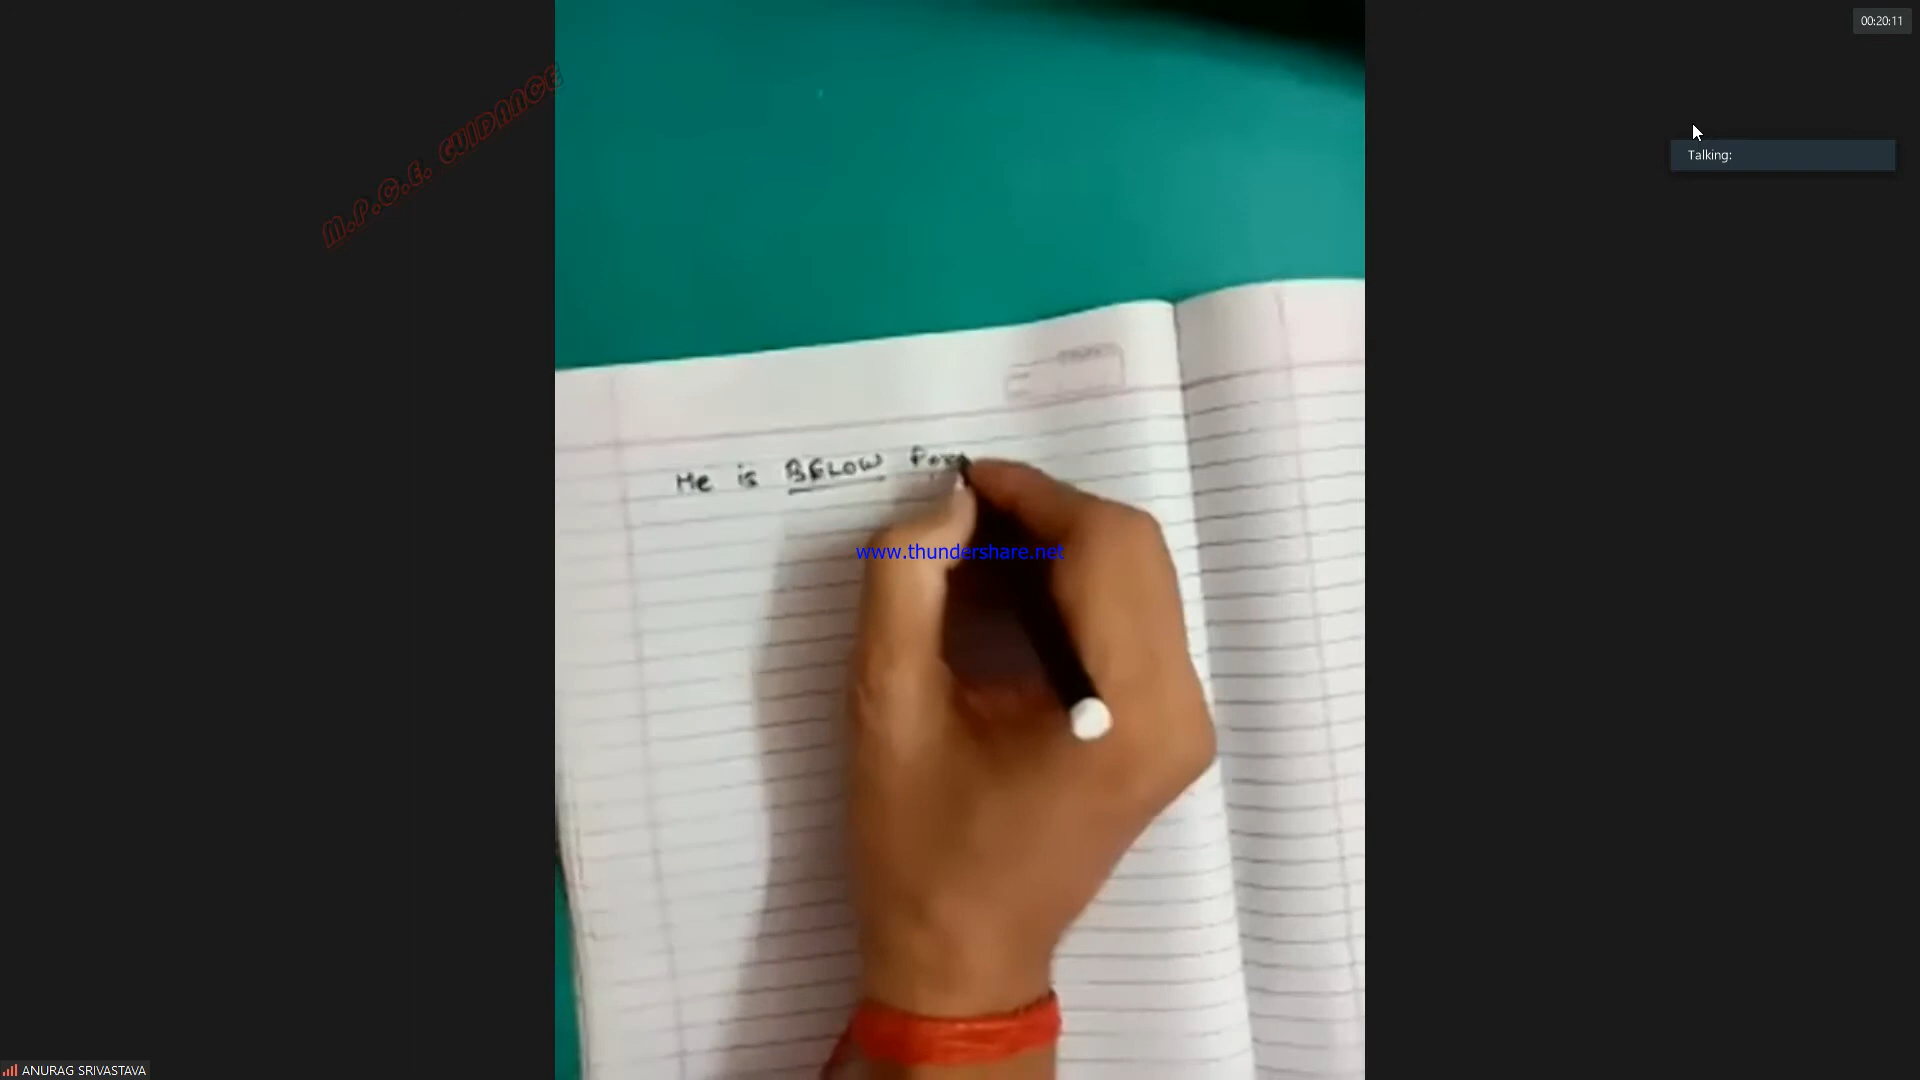 00:20:11
M.P.C.E. GUIDANCE
Talking:
He is BELOW
www.thundershare.net
ANURAG SRIVASTAVA